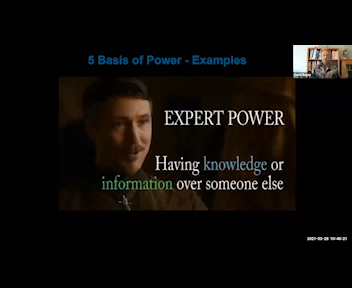 5 Basis of Power - Examples
EXPERT POWER
Having knowledge or
information over someone else